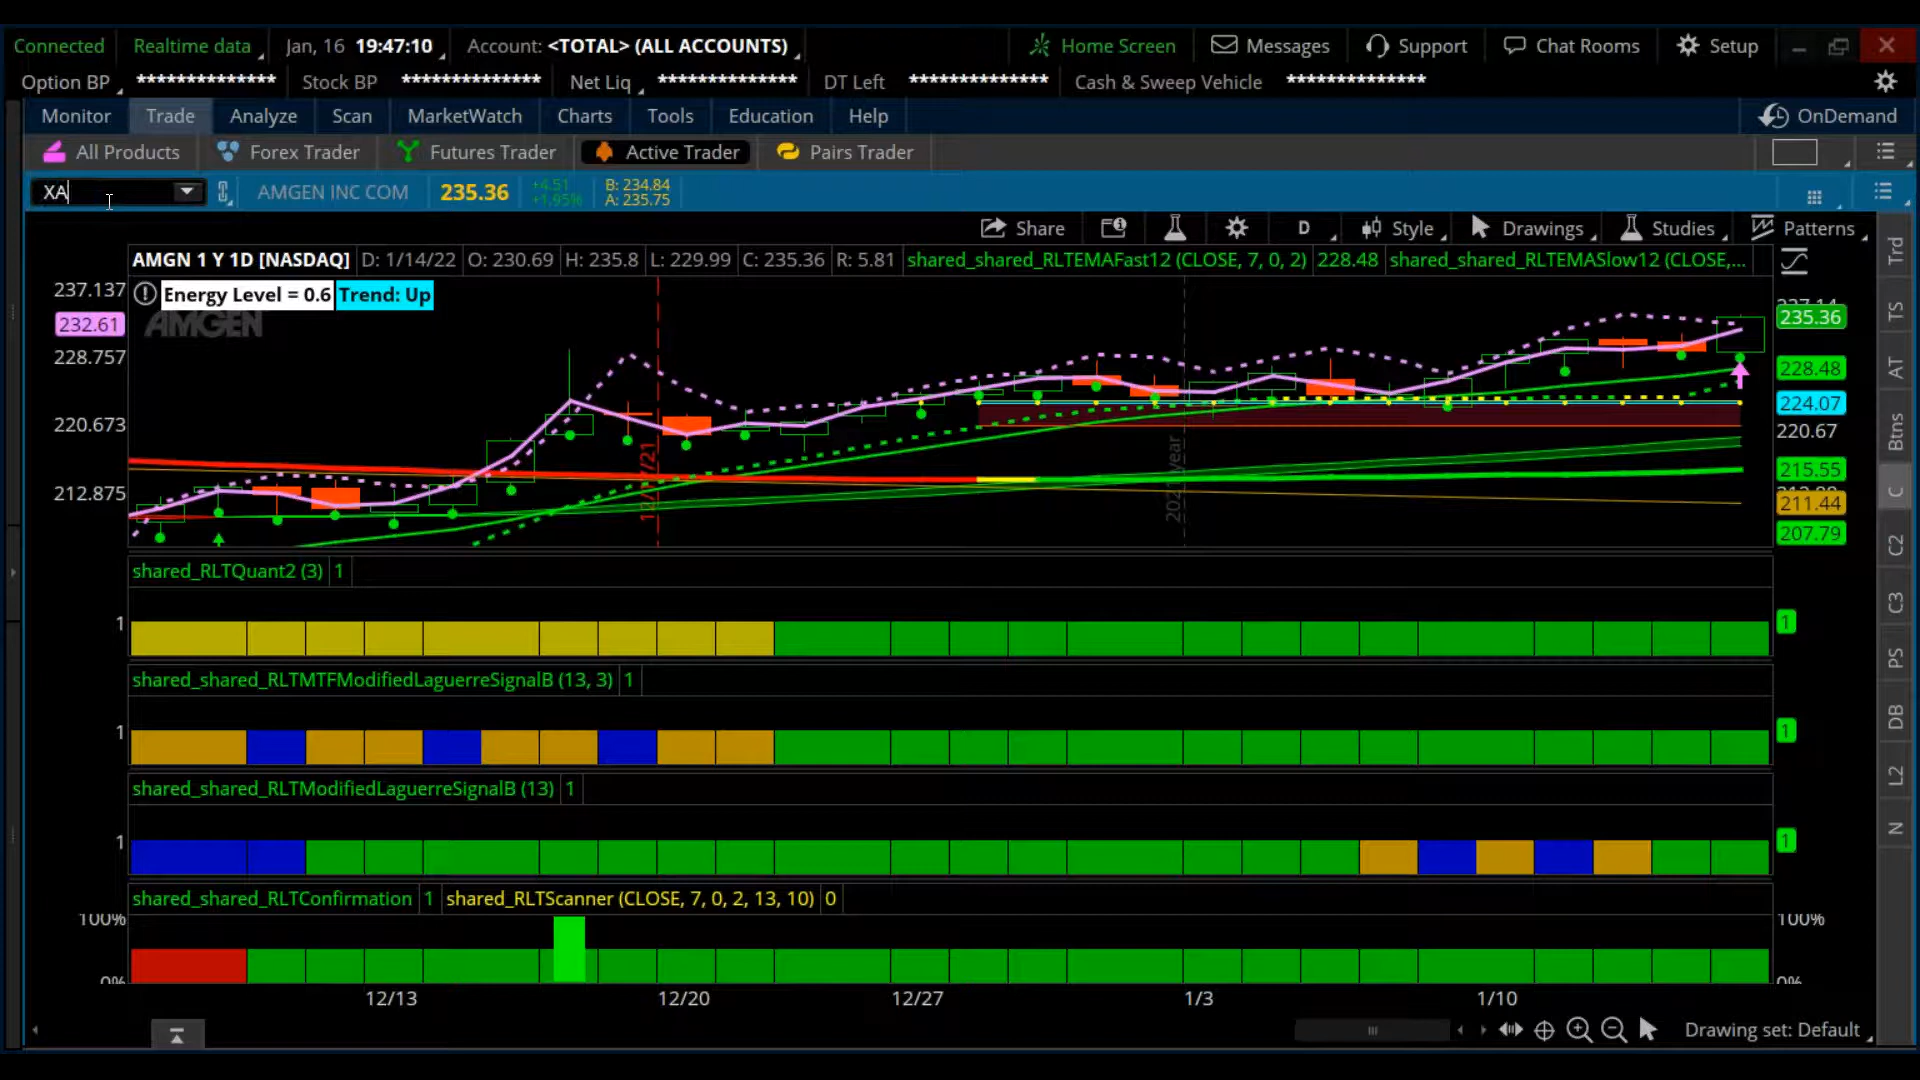 Connected Realtime data Jan, 16 19:47:10 Account: <TOTAL> (ALL ACCOUNTS) Home Screen Messages Support Chat Rooms Setup
Option BP ************** Stock BP ************** Net Liq ************** DT Left ************** Cash & Sweep Vehicle **************
Monitor Trade Analyze Scan MarketWatch Charts Tools Education Help OnDemand
All Products Forex Trader Futures Trader Active Trader Pairs Trader
XA AMGEN INC COM 235.36 +4.51 B: 234.84
+1.95% A: 235.75
Share D Style Drawings Studies Patterns
AMGN 1 Y 1D [NASDAQ] D: 1/14/22 O: 230.69 H: 235.8 L: 229.99 C: 235.36 R: 5.81 shared_shared_RLTEMAFast12 (CLOSE, 7, 0, 2) 228.48 shared_shared_RLTEMASlow12 (CLOSE,...
Energy Level = 0.6 Trend: Up
AMGEN
237.137
232.61
228.757
220.673
212.875
237.14
235.36
228.48
224.07
220.67
215.55
211.44
207.79
2021 year
shared_RLTQuant2 (3) 1
1 1
shared_shared_RLTMTFModifiedLaguerreSignalB (13, 3) 1
1 1
shared_shared_RLTModifiedLaguerreSignalB (13) 1
1 1
shared_shared_RLTConfirmation 1 shared_RLTScanner (CLOSE, 7, 0, 2, 13, 10) 0
100% 100%
0% 0%
12/13 12/20 12/27 1/3 1/10
Drawing set: Default
Trd
TS
AT
Btns
C
C2
C3
PS
DB
L2
N